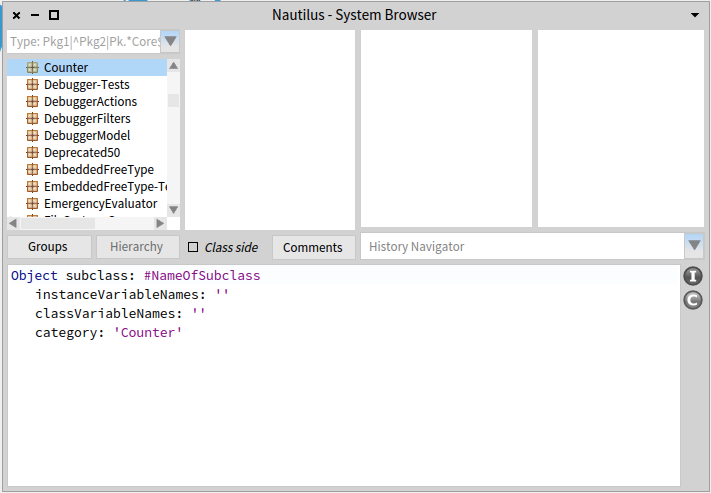 Nautilus - System Browser
Type: Pkg1|^Pkg2|Pk.*Core
Counter
Debugger-Tests
DebuggerActions
DebuggerFilters
DebuggerModel
Deprecated50
EmbeddedFreeType
EmbeddedFreeType-Te
EmergencyEvaluator
Groups
Hierarchy
Class side
Comments
History Navigator
Object subclass: #NameOfSubclass
instanceVariableNames: ''
classVariableNames: ''
category: 'Counter'
I
C